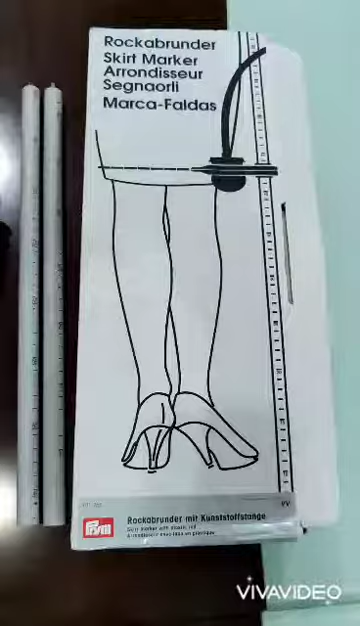 Rockabrunder
Skirt Marker
Arrondisseur
Segnaorli
Marca-Faldas
Prym
Rockabrunder mit Kunststoffstange
VIVAVIDEO